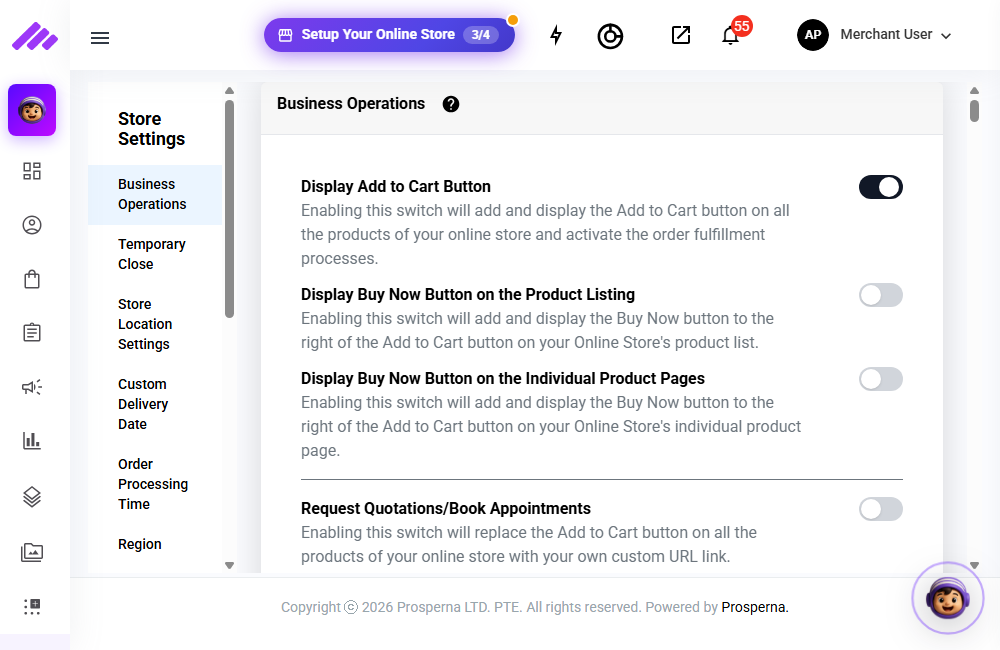 Setup Your Online Store 3/4
55
AP
Merchant User
Store
Settings
Business
Operations
Temporary
Close
Store
Location
Settings
Custom
Delivery
Date
Order
Processing
Time
Region
Business Operations ?
Display Add to Cart Button
Enabling this switch will add and display the Add to Cart button on all
the products of your online store and activate the order fulfillment
processes.
Display Buy Now Button on the Product Listing
Enabling this switch will add and display the Buy Now button to the
right of the Add to Cart button on your Online Store's product list.
Display Buy Now Button on the Individual Product Pages
Enabling this switch will add and display the Buy Now button to the
right of the Add to Cart button on your Online Store's individual product
page.
Request Quotations/Book Appointments
Enabling this switch will replace the Add to Cart button on all the
products of your online store with your own custom URL link.
Copyright © 2026 Prosperna LTD. PTE. All rights reserved. Powered by Prosperna.